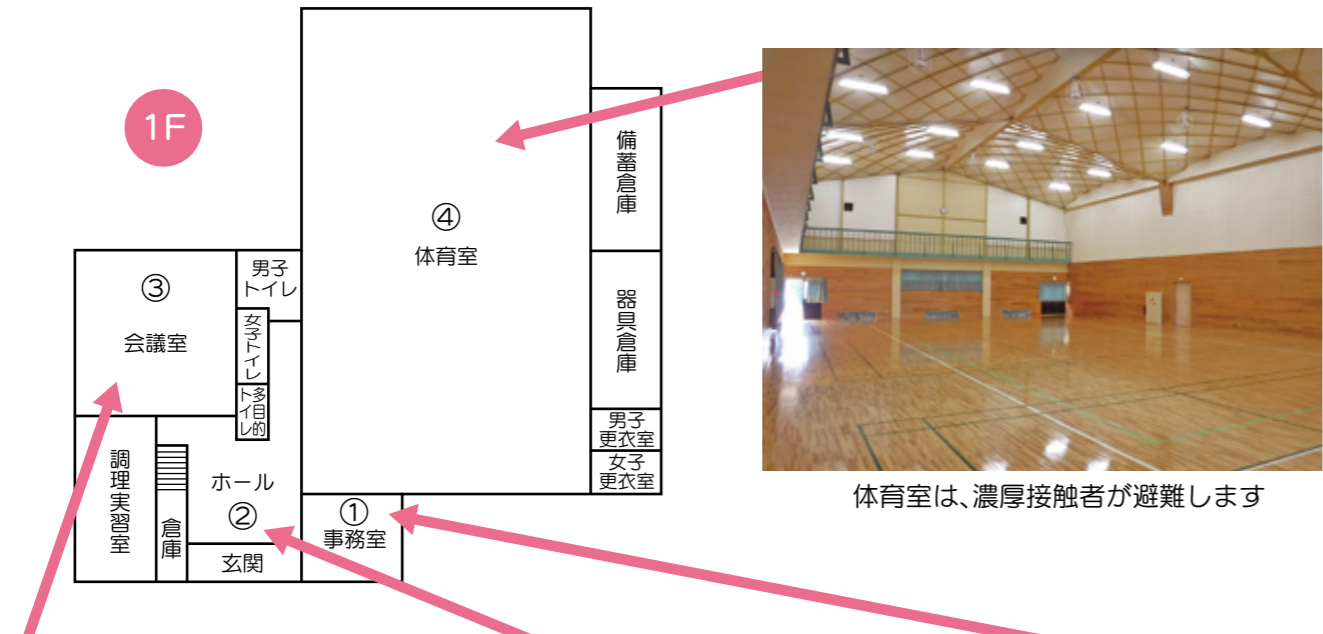 1F
備蓄倉庫
④
体育室
③
会議室
男子
トイレ
女子トイレ
多目的
トイレ
器具倉庫
男子
更衣室
女子
更衣室
調理実習室
倉庫
ホール
②
玄関
①
事務室
体育室は、濃厚接触者が避難します